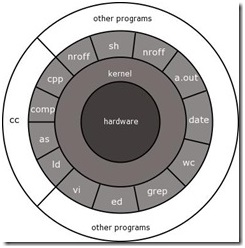 other programs
nroff
sh
nroff
cpp
kernel
a.out
comp
hardware
date
cc
as
wc
ld
vi
ed
grep
other programs